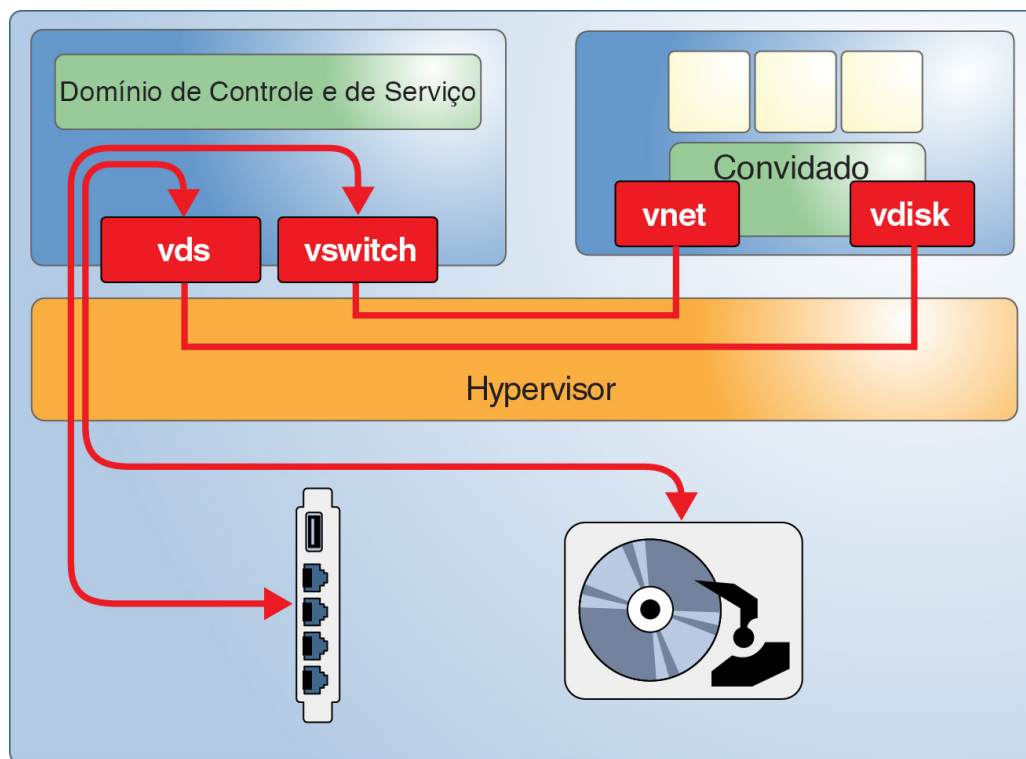 Domínio de Controle e de Serviço
Convidado
vds
vswitch
vnet
vdisk
Hypervisor